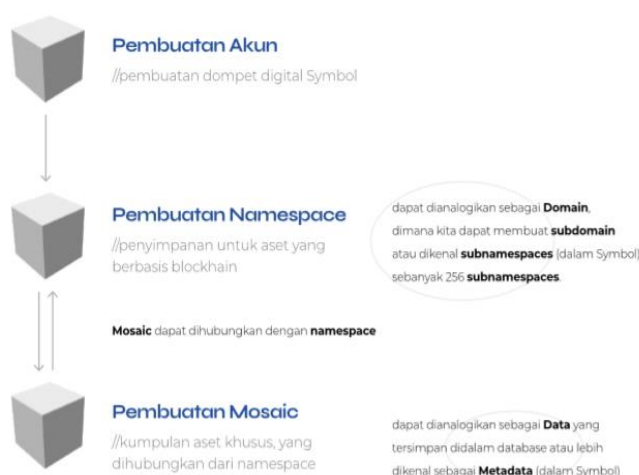 Pembuatan Akun
//pembuatan dompet digital Symbol
Pembuatan Namespace
//penyimpanan untuk aset yang
berbasis blockhain
dapat dianalogikan sebagai Domain,
dimana kita dapat membuat subdomain
atau dikenal subnamespaces (dalam Symbol)
sebanyak 256 subnamespaces.
Mosaic dapat dihubungkan dengan namespace
Pembuatan Mosaic
//kumpulan aset khusus, yang
dihubungkan dari namespace
dapat dianalogikan sebagai Data yang
tersimpan didalam database atau lebih
dikenal sebagai Metadata (dalam Symbol)